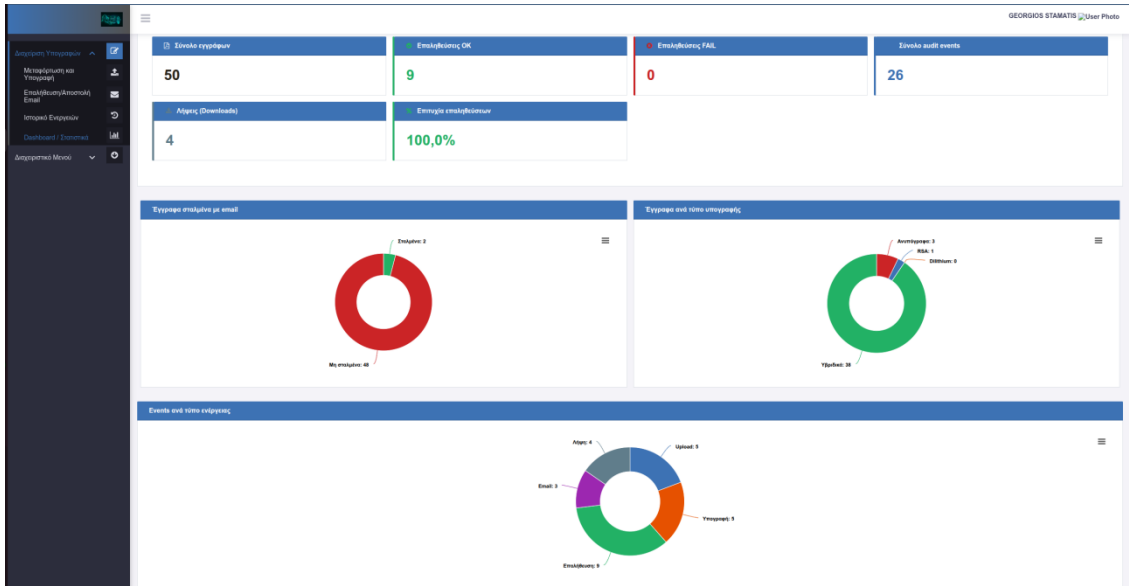 GEORGIOS STAMATIS User Photo
Διαχείριση Υπογραφών
Μεταφόρτωση και
Υπογραφή
Επαλήθευση/Αποστολή
Email
Ιστορικό Ενεργειών
Dashboard / Στατιστικά
Διαχειριστικό Μενού
Σύνολο εγγράφων
50
Επαληθεύσεις OK
9
Επαληθεύσεις FAIL
0
Σύνολο audit events
26
Λήψεις (Downloads)
4
Επιτυχία επαληθεύσεων
100,0%
Έγγραφα σταλμένα με email
Σταλμένα: 2
Μη σταλμένα: 48
Έγγραφα ανά τύπο υπογραφής
Ανυπόγραφα: 3
RSA: 1
Dilithium: 0
Υβριδικά: 38
Events ανά τύπο ενέργειας
Λήψη: 4
Upload: 5
Email: 3
Υπογραφή: 5
Επαλήθευση: 9